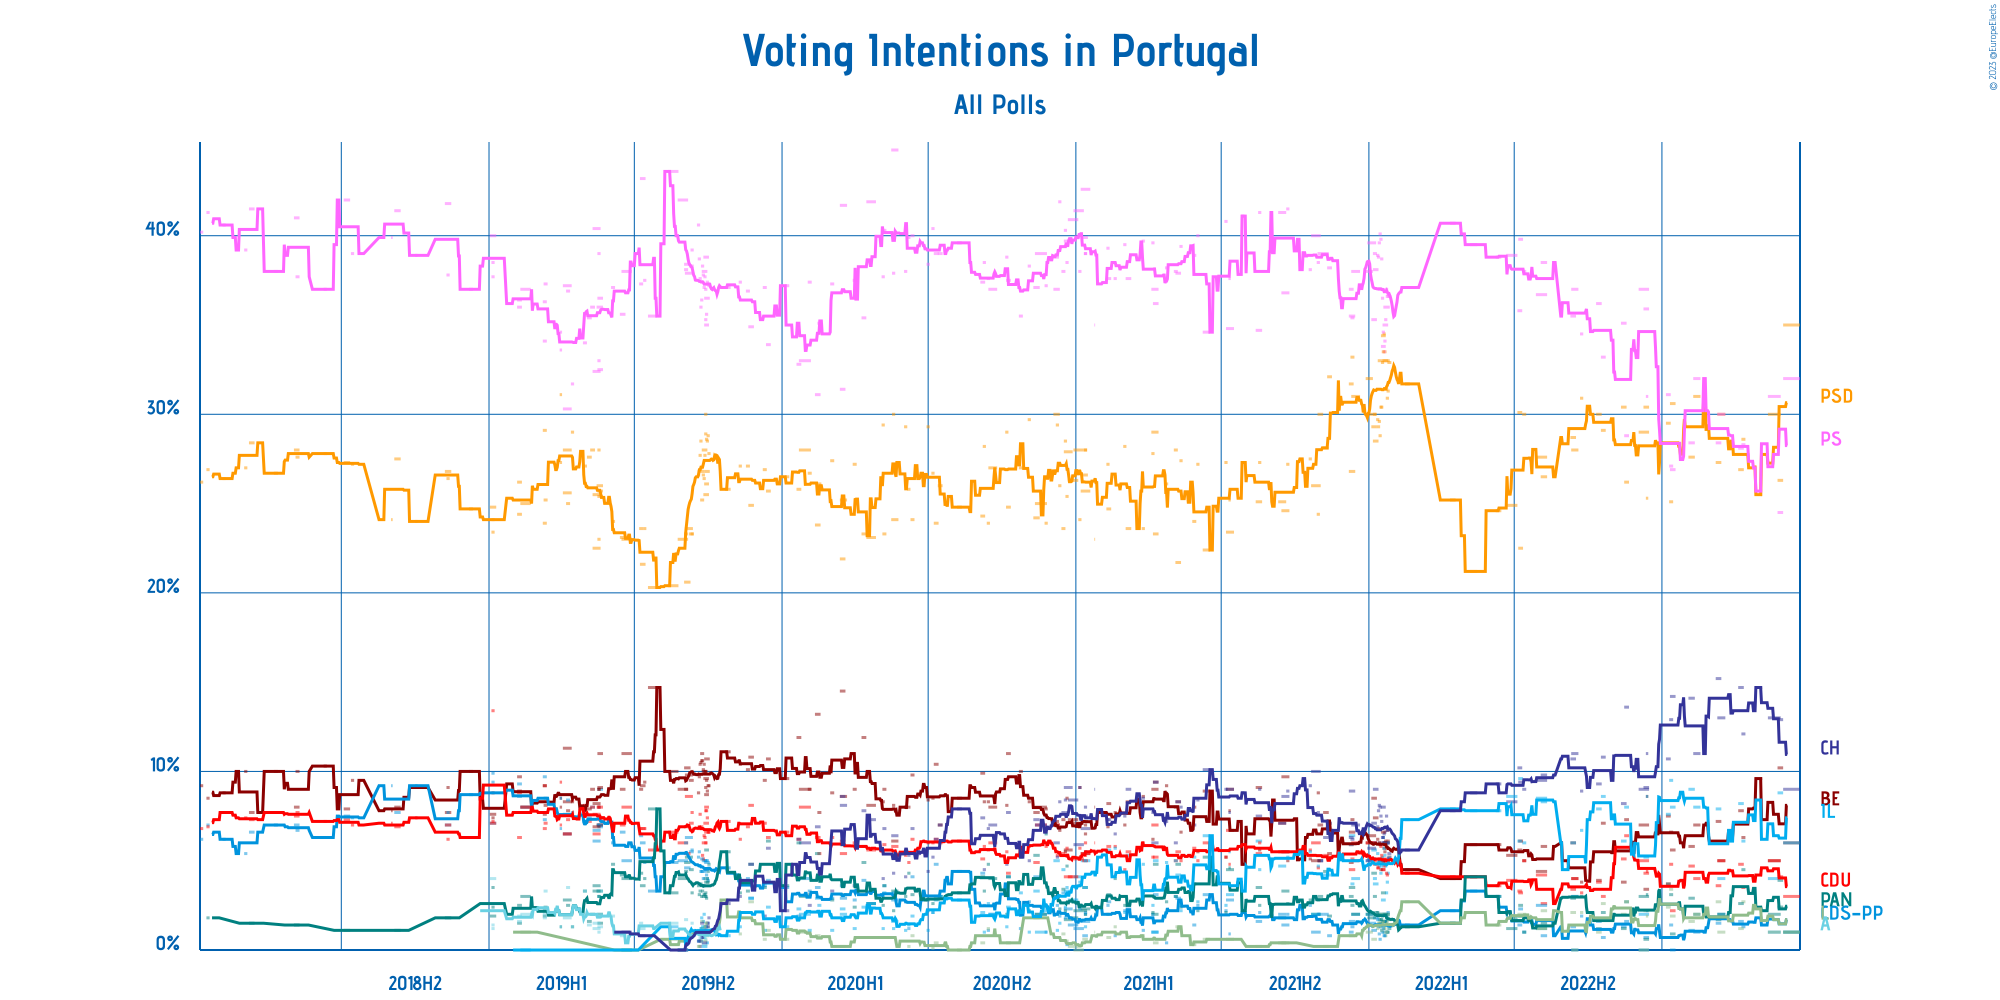 Voting Intentions in Portugal
All Polls
© 2023 @EuropeElects
40%
30%
20%
10%
0%
PSD
PS
CH
BE
IL
CDU
PAN
CDS-PP
A
2018H2 2019H1 2019H2 2020H1 2020H2 2021H1 2021H2 2022H1 2022H2